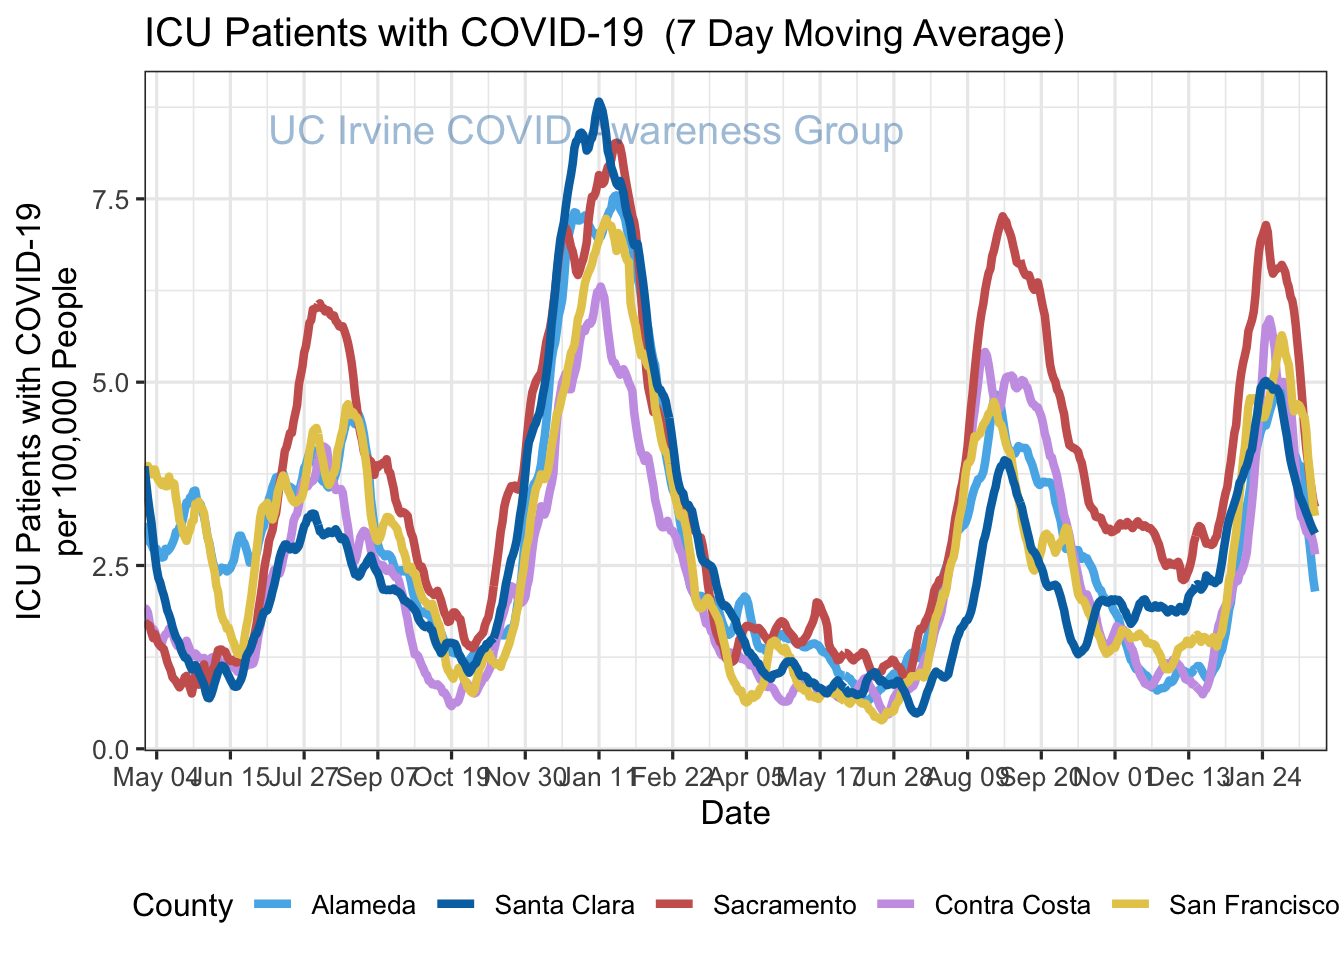 ICU Patients with COVID-19 (7 Day Moving Average)
UC Irvine COVID Awareness Group
ICU Patients with COVID-19
per 100,000 People
7.5
5.0
2.5
0.0
May 04 Jun 15 Jul 27 Sep 07 Oct 19 Nov 30 Jan 11 Feb 22 Apr 05 May 17 Jun 28 Aug 09 Sep 20 Nov 01 Dec 13 Jan 24
Date
County Alameda Santa Clara Sacramento Contra Costa San Francisco